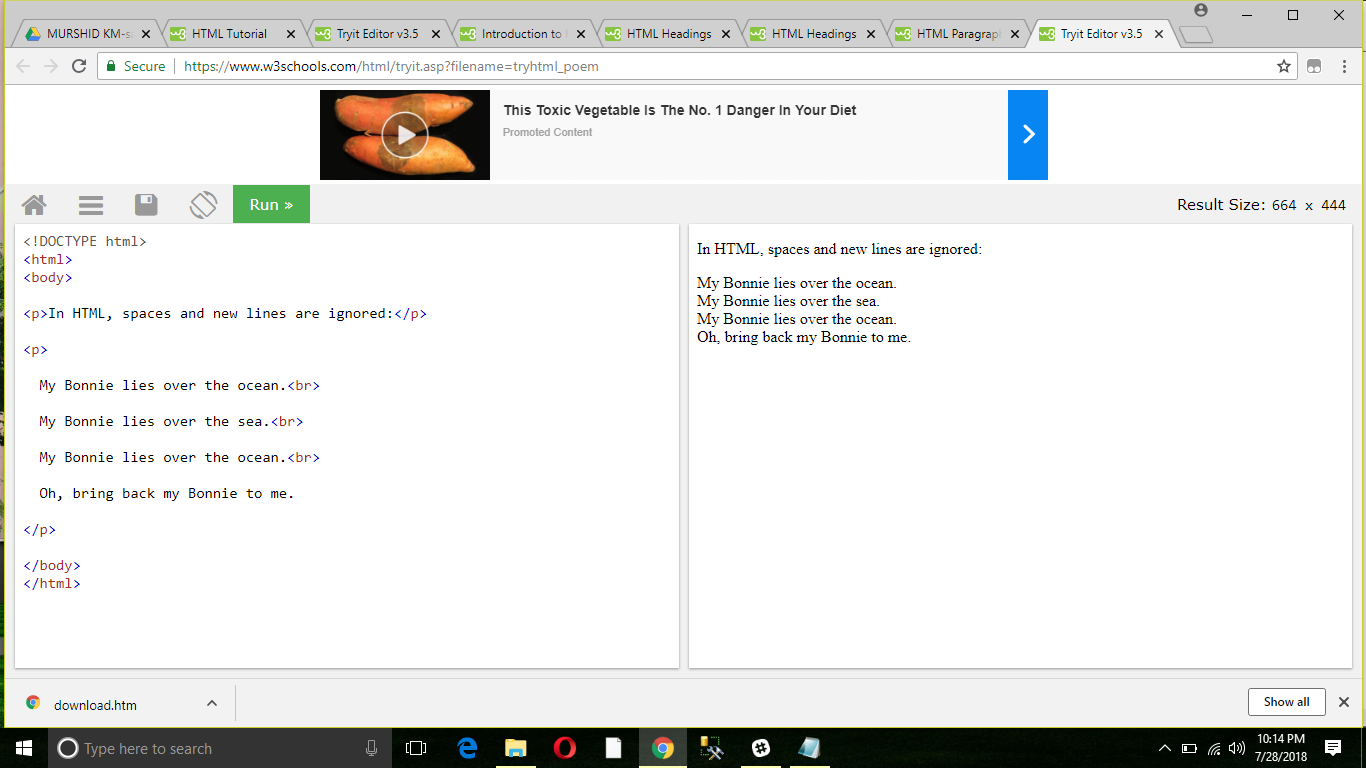 MURSHID KM-s
HTML Tutorial
Tryit Editor v3.5
Introduction to
HTML Headings
HTML Headings
HTML Paragrap
Tryit Editor v3.5
Secure
https://www.w3schools.com/html/tryit.asp?filename=tryhtml_poem
This Toxic Vegetable Is The No. 1 Danger In Your Diet
Promoted Content
Run »
Result Size: 664 x 444
<!DOCTYPE html>
<html>
<body>
<p>In HTML, spaces and new lines are ignored:</p>
<p>
My Bonnie lies over the ocean.<br>
My Bonnie lies over the sea.<br>
My Bonnie lies over the ocean.<br>
Oh, bring back my Bonnie to me.
</p>
</body>
</html>
In HTML, spaces and new lines are ignored:
My Bonnie lies over the ocean.
My Bonnie lies over the sea.
My Bonnie lies over the ocean.
Oh, bring back my Bonnie to me.
download.htm
Show all
Type here to search
10:14 PM
7/28/2018